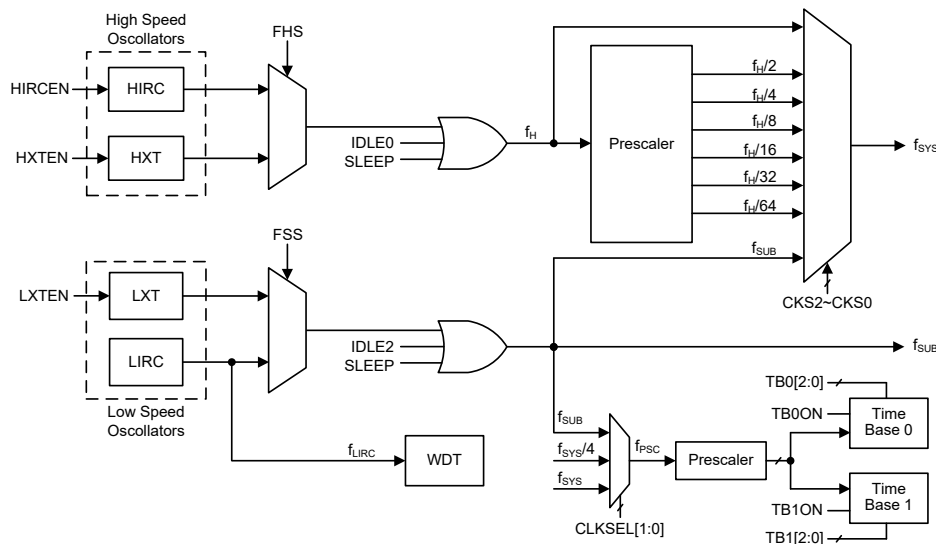 High Speed
Oscollators
FHS
HIRCEN
HIRC
HXTEN
HXT
IDLE0
SLEEP
fH
Prescaler
fH/2
fH/4
fH/8
fH/16
fH/32
fH/64
fSUB
CKS2~CKS0
fSYS
FSS
LXTEN
LXT
LIRC
Low Speed
Oscollators
IDLE2
SLEEP
fSUB
fLIRC
WDT
fSUB
fSYS/4
fSYS
CLKSEL[1:0]
fPSC
Prescaler
TB0[2:0]
TB0ON
Time
Base 0
TB1ON
Time
Base 1
TB1[2:0]